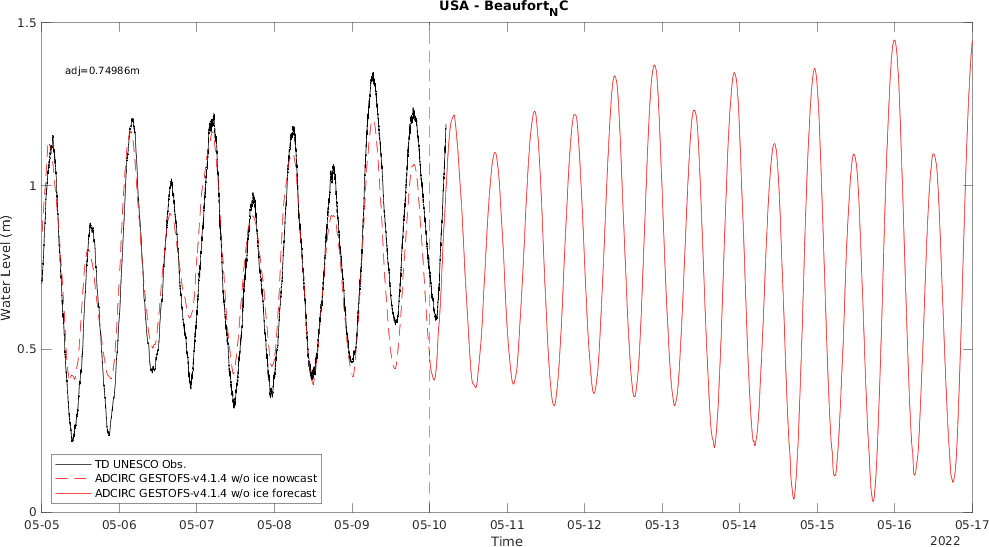 USA - BeaufortNC
adj=0.74986m
Water Level (m)
1.5
1
0.5
0
TD UNESCO Obs.
ADCIRC GESTOFS-v4.1.4 w/o ice nowcast
ADCIRC GESTOFS-v4.1.4 w/o ice forecast
05-05 05-06 05-07 05-08 05-09 05-10 05-11 05-12 05-13 05-14 05-15 05-16 05-17
Time
2022